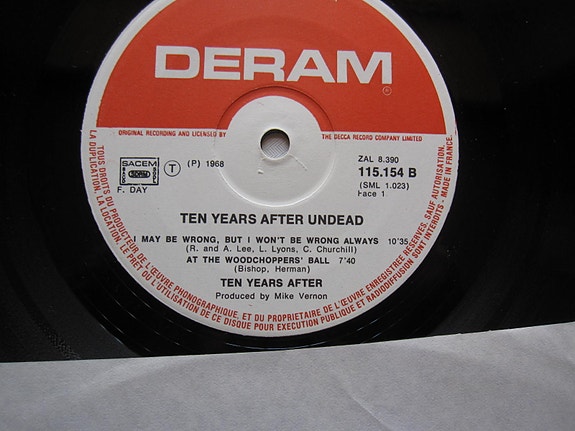 DERAM
®
ORIGINAL RECORDING AND LICENSED BY THE DECCA RECORD COMPANY LIMITED
SACEM
SDRM
F. DAY
T
(P) 1968
ZAL 8.390
115.154 B
(SML 1.023)
Face 1
TEN YEARS AFTER UNDEAD
I MAY BE WRONG, BUT I WON'T BE WRONG ALWAYS 10'35
(R. and A. Lee, L. Lyons, C. Churchill)
AT THE WOODCHOPPERS' BALL 7'40
(Bishop, Herman)
TEN YEARS AFTER
Produced by Mike Vernon
TOUS DROITS DU PRODUCTEUR DE L'ŒUVRE PHONOGRAPHIQUE, ET DU PROPRIETAIRE DE L'ŒUVRE ENREGISTREE RESERVES. SAUF AUTORISATION,
LA DUPLICATION, LA LOCATION, LE PRET OU L'UTILISATION DE CE DISQUE POUR EXECUTION PUBLIQUE ET RADIODIFFUSION SONT INTERDITS - MADE IN FRANCE.